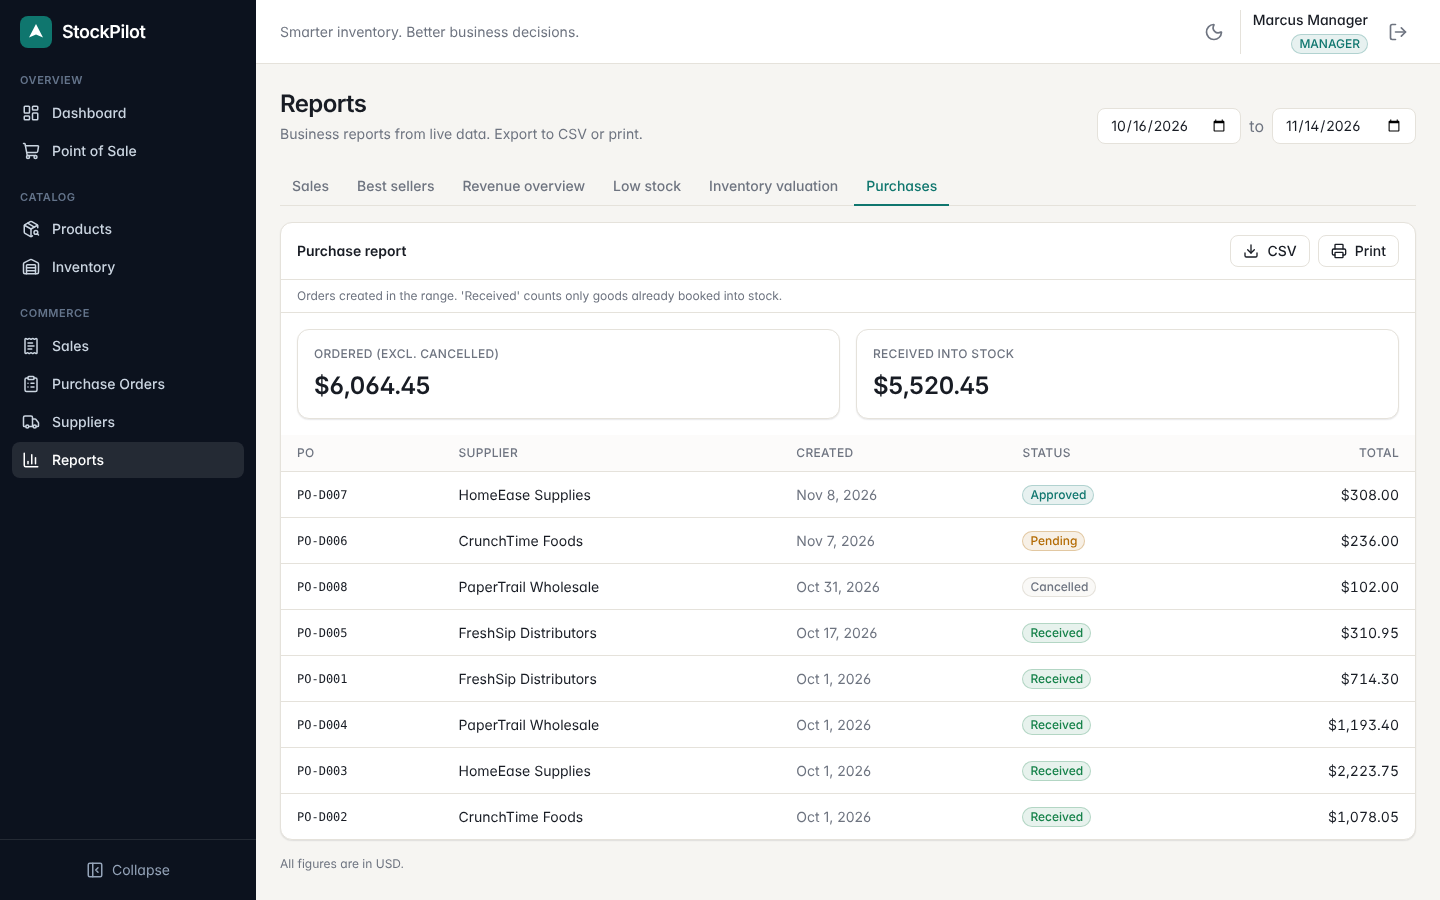 StockPilot
OVERVIEW
Dashboard
Point of Sale
CATALOG
Products
Inventory
COMMERCE
Sales
Purchase Orders
Suppliers
Reports
Collapse
Smarter inventory. Better business decisions.
Marcus Manager
MANAGER
Reports
Business reports from live data. Export to CSV or print.
10/16/2026 to 11/14/2026
Sales Best sellers Revenue overview Low stock Inventory valuation Purchases
Purchase report
CSV Print
Orders created in the range. 'Received' counts only goods already booked into stock.
ORDERED (EXCL. CANCELLED)
$6,064.45
RECEIVED INTO STOCK
$5,520.45
PO SUPPLIER CREATED STATUS TOTAL
PO-D007 HomeEase Supplies Nov 8, 2026 Approved $308.00
PO-D006 CrunchTime Foods Nov 7, 2026 Pending $236.00
PO-D008 PaperTrail Wholesale Oct 31, 2026 Cancelled $102.00
PO-D005 FreshSip Distributors Oct 17, 2026 Received $310.95
PO-D001 FreshSip Distributors Oct 1, 2026 Received $714.30
PO-D004 PaperTrail Wholesale Oct 1, 2026 Received $1,193.40
PO-D003 HomeEase Supplies Oct 1, 2026 Received $2,223.75
PO-D002 CrunchTime Foods Oct 1, 2026 Received $1,078.05
All figures are in USD.